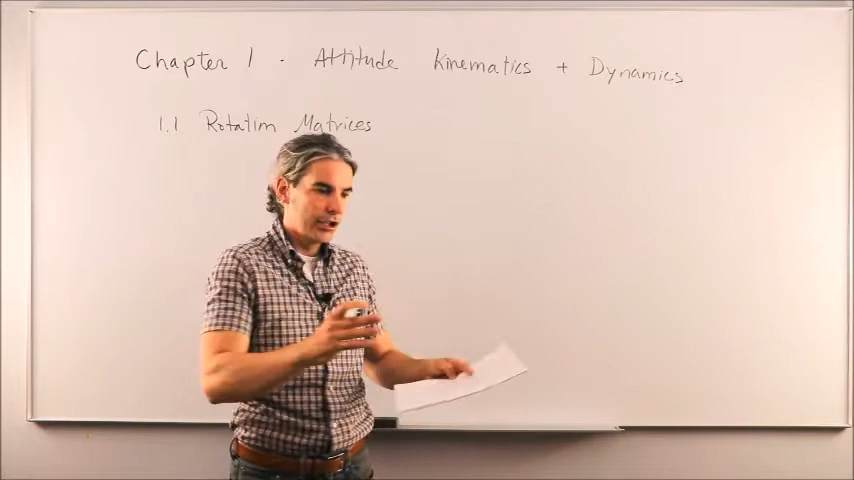 Chapter 1 - Attitude Kinematics + Dynamics
1.1 Rotation Matrices